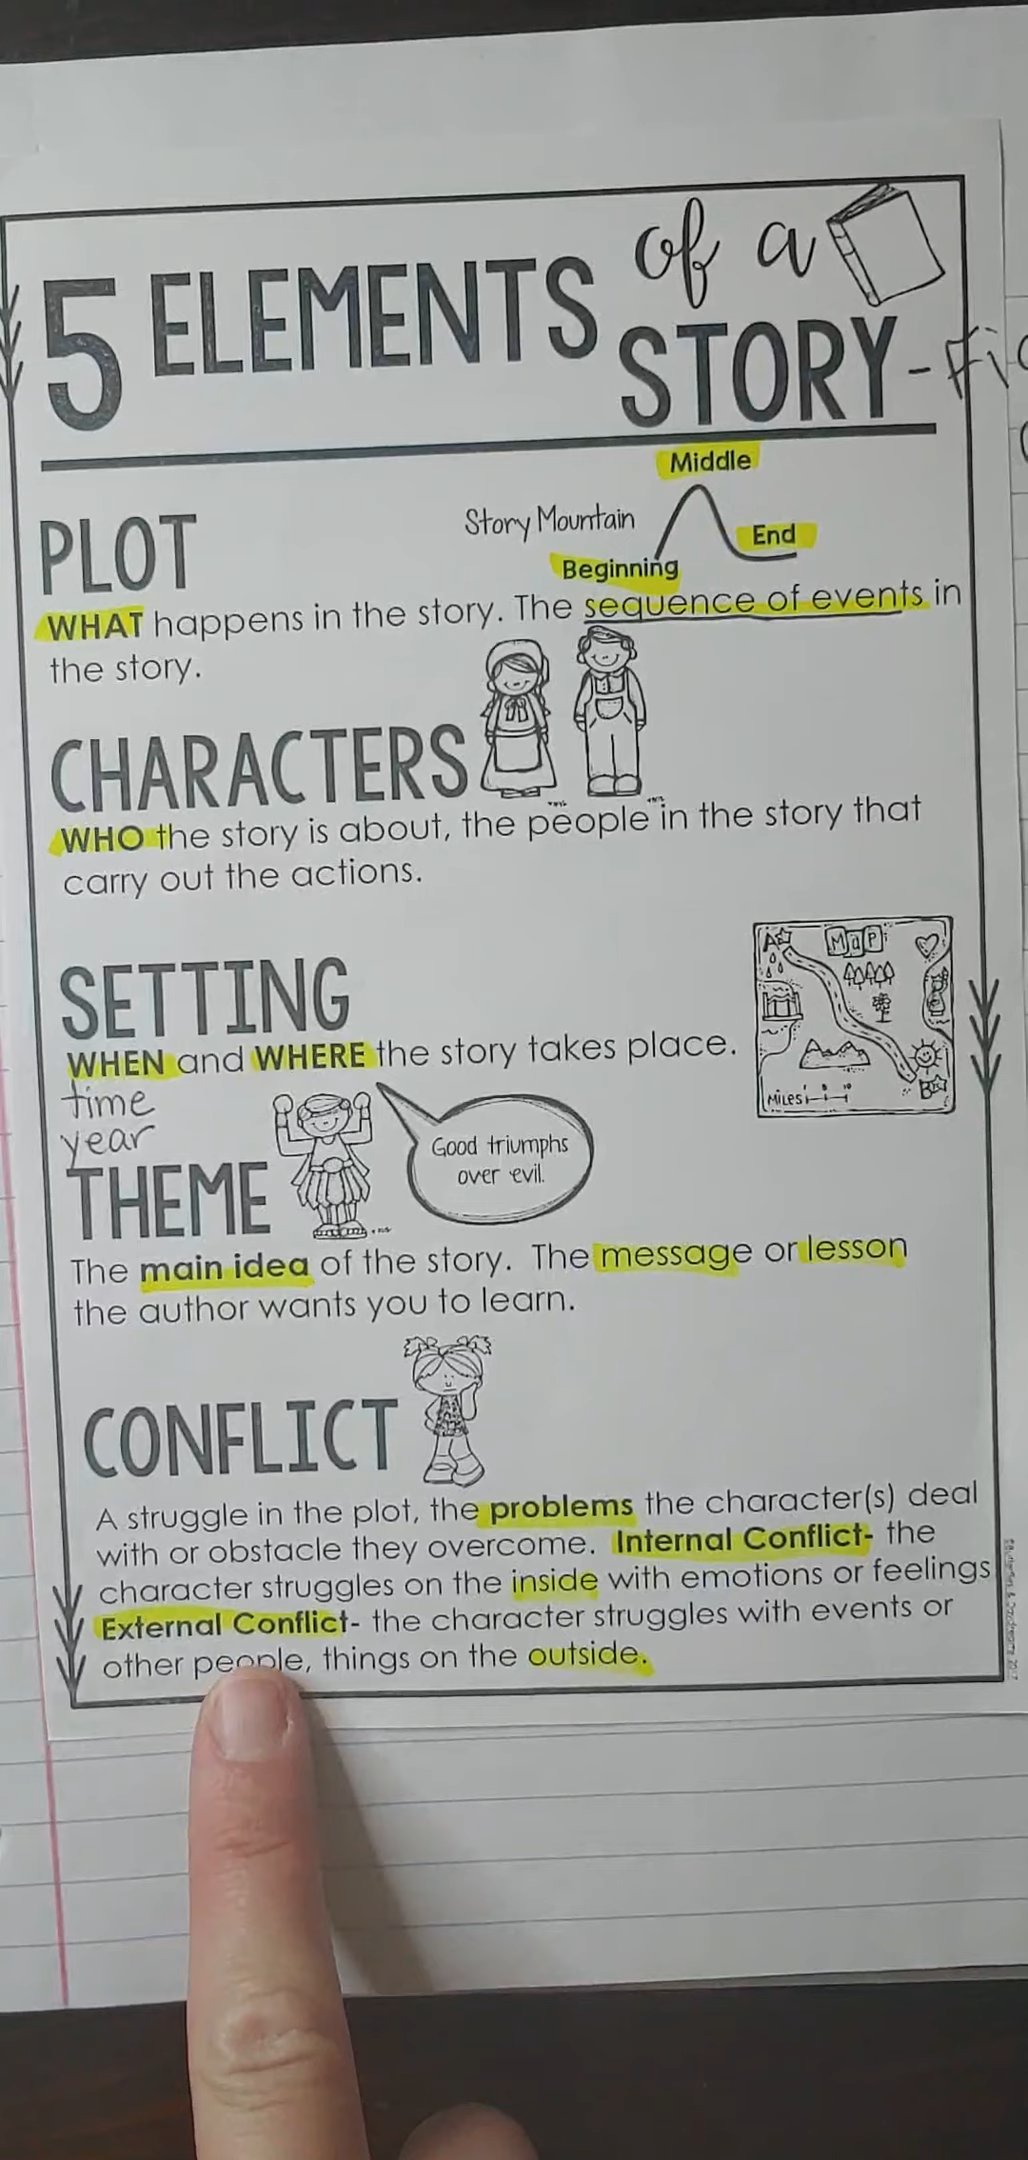 5 ELEMENTS of a
STORY-
Middle
Story Mountain
End
Beginning
PLOT
WHAT happens in the story. The sequence of events in
the story.
CHARACTERS
WHO the story is about, the people in the story that
carry out the actions.
SETTING
MAP
A
MILES
B
WHEN and WHERE the story takes place.
time
year
THEME
Good triumphs
over evil.
The main idea of the story. The message or lesson
the author wants you to learn.
CONFLICT
A struggle in the plot, the problems the character(s) deal
with or obstacle they overcome. Internal Conflict- the
character struggles on the inside with emotions or feelings
External Conflict- the character struggles with events or
other people, things on the outside.